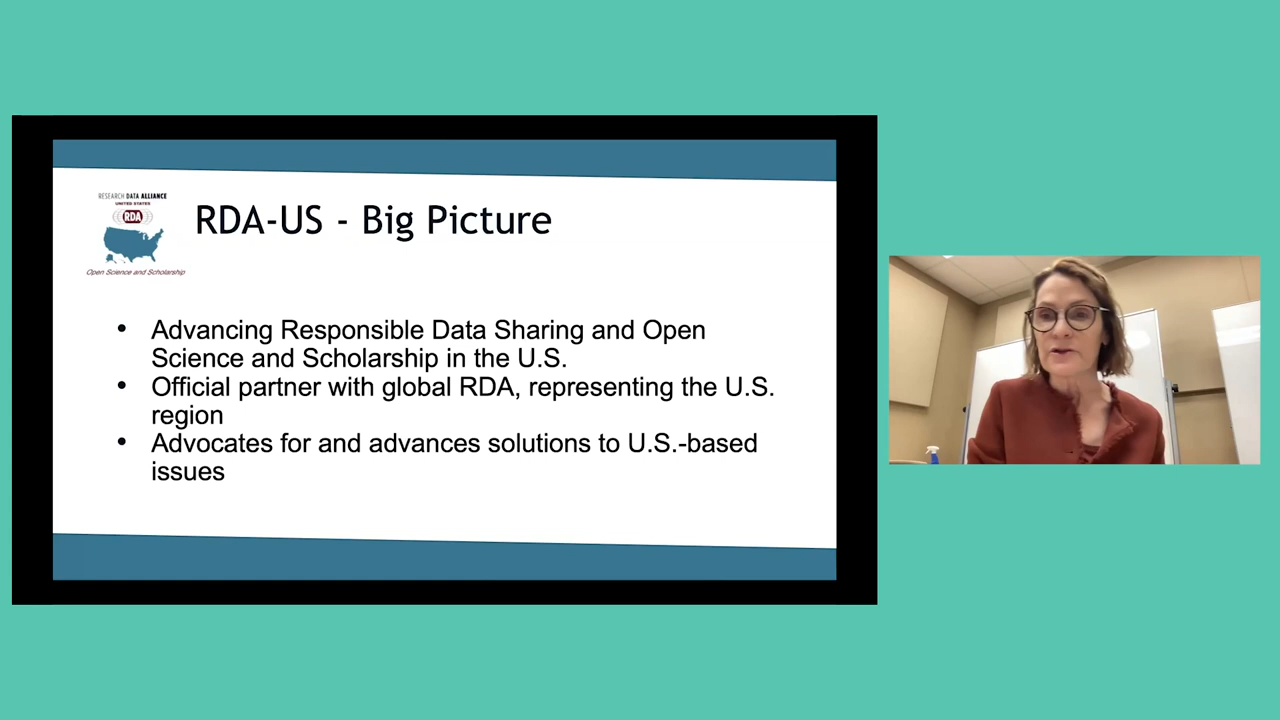 RESEARCH DATA ALLIANCE
UNITED STATES
RDA
Open Science and Scholarship
RDA-US - Big Picture
• Advancing Responsible Data Sharing and Open
Science and Scholarship in the U.S.
• Official partner with global RDA, representing the U.S.
region
• Advocates for and advances solutions to U.S.-based
issues